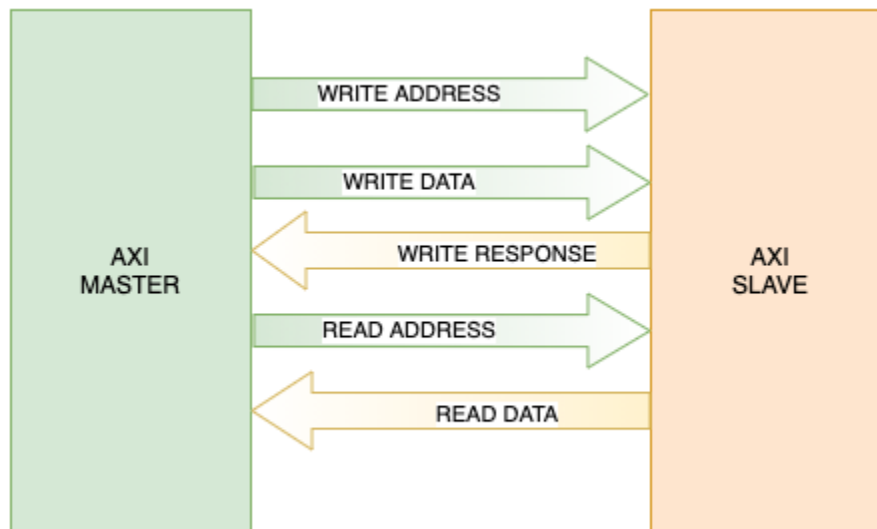 WRITE ADDRESS
WRITE DATA
AXI
MASTER
WRITE RESPONSE
AXI
SLAVE
READ ADDRESS
READ DATA